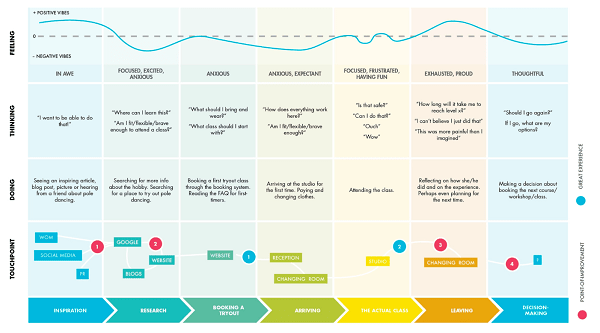 + POSITIVE VIBES
0
– NEGATIVE VIBES
FEELING
IN AWE
FOCUSED, EXCITED,
ANXIOUS
ANXIOUS
ANXIOUS, EXPECTANT
FOCUSED, FRUSTRATED,
HAVING FUN
EXHAUSTED, PROUD
THOUGHTFUL
THINKING
"I want to be able to do
that!"
"Where can I learn this?"
"Am I fit/flexible/brave
enough to attend a class?"
"What should I bring and
wear?"
"What class should I start
with?"
"How does everything work
here?"
"Am I fit/flexible/brave
enough?"
"Is that safe?"
"Can I do that?"
"Ouch"
"Wow"
"How long will it take me to
reach level x?"
"I can't believe I just did that"
"This was more painful than I
imagined"
"Should I go again?"
If I go, what are my
options?
DOING
Seeing an inspiring article,
blog post, picture or hearing
from a friend about pole
dancing.
Searching for more info
about the hobby. Searching
for a place to try out pole
dancing.
Booking a first tryout class
through the booking system.
Reading the FAQ for first-
timers.
Arriving at the studio for
the first time. Paying and
changing clothes.
Attending the class.
Reflecting on how she/he
did and on the experience.
Perhaps even planning for
the next time.
Making a decision about
booking the next course/
workshop/class.
TOUCHPOINT
WOM
SOCIAL MEDIA
PR
1
GOOGLE
2
WEBSITE
BLOGS
WEBSITE
1
RECEPTION
CHANGING ROOM
STUDIO
2
3
CHANGING ROOM
4
?
INSPIRATION
RESEARCH
BOOKING A
TRYOUT
ARRIVING
THE ACTUAL CLASS
LEAVING
DECISION-
MAKING
GREAT EXPERIENCE
POINT-OF-IMPROVEMENT